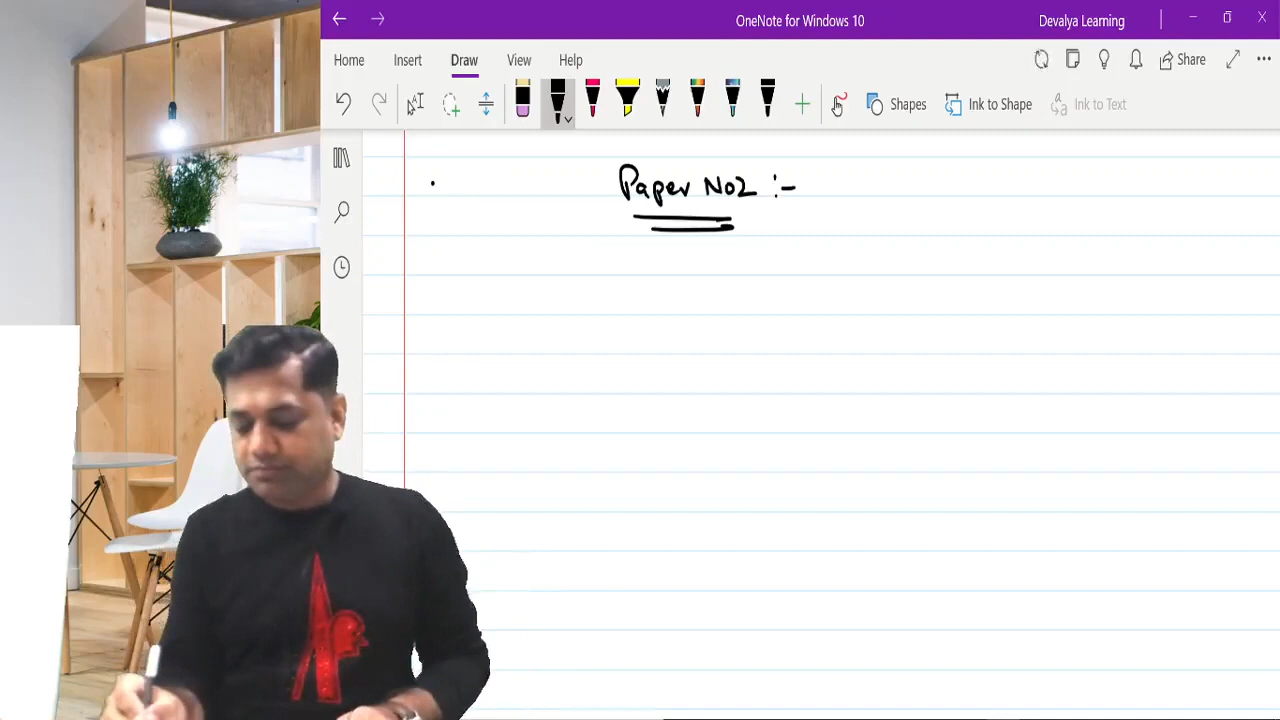 OneNote for Windows 10 Devalya Learning
Home Insert Draw View Help Share
Shapes Ink to Shape Ink to Text
Paper No2 :-